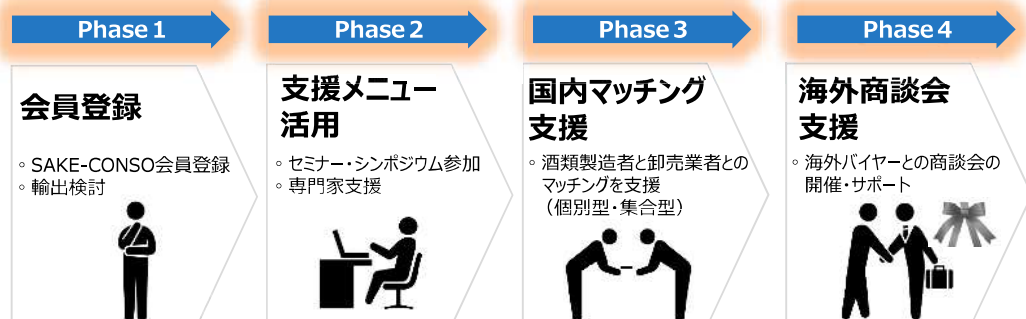 Phase 1
会員登録
◦ SAKE-CONSO会員登録
◦ 輸出検討
Phase 2
支援メニュー
活用
◦ セミナー・シンポジウム参加
◦ 専門家支援
Phase 3
国内マッチング
支援
◦ 酒類製造者と卸売業者との
マッチングを支援
（個別型・集合型）
Phase 4
海外商談会
支援
◦ 海外バイヤーとの商談会の
開催・サポート